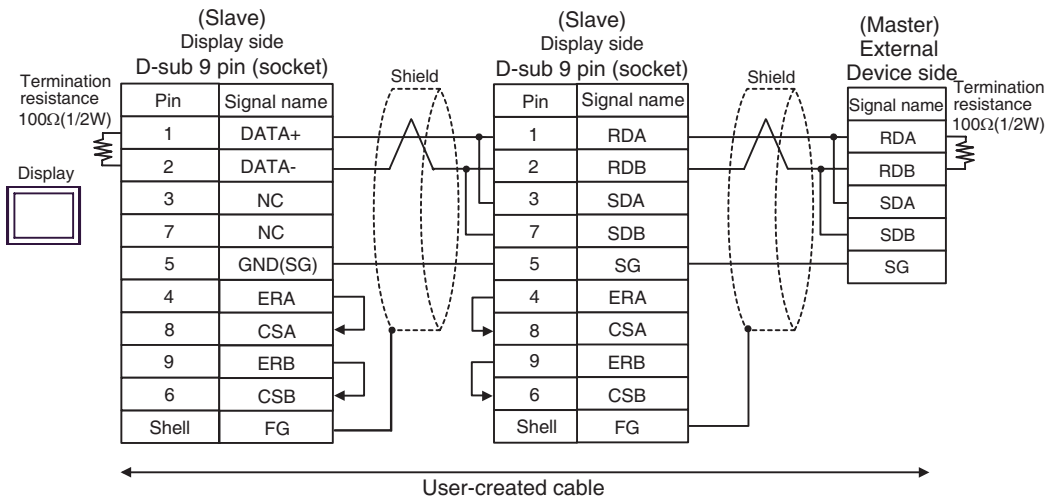 (Slave)
Display side
D-sub 9 pin (socket)
(Slave)
Display side
D-sub 9 pin (socket)
(Master)
External
Device side
Termination
resistance
100Ω(1/2W)
Shield
Shield
Termination
resistance
100Ω(1/2W)
Display
Pin Signal name
1 DATA+
2 DATA-
3 NC
7 NC
5 GND(SG)
4 ERA
8 CSA
9 ERB
6 CSB
Shell FG
Pin Signal name
1 RDA
2 RDB
3 SDA
7 SDB
5 SG
4 ERA
8 CSA
9 ERB
6 CSB
Shell FG
Signal name
RDA
RDB
SDA
SDB
SG
User-created cable